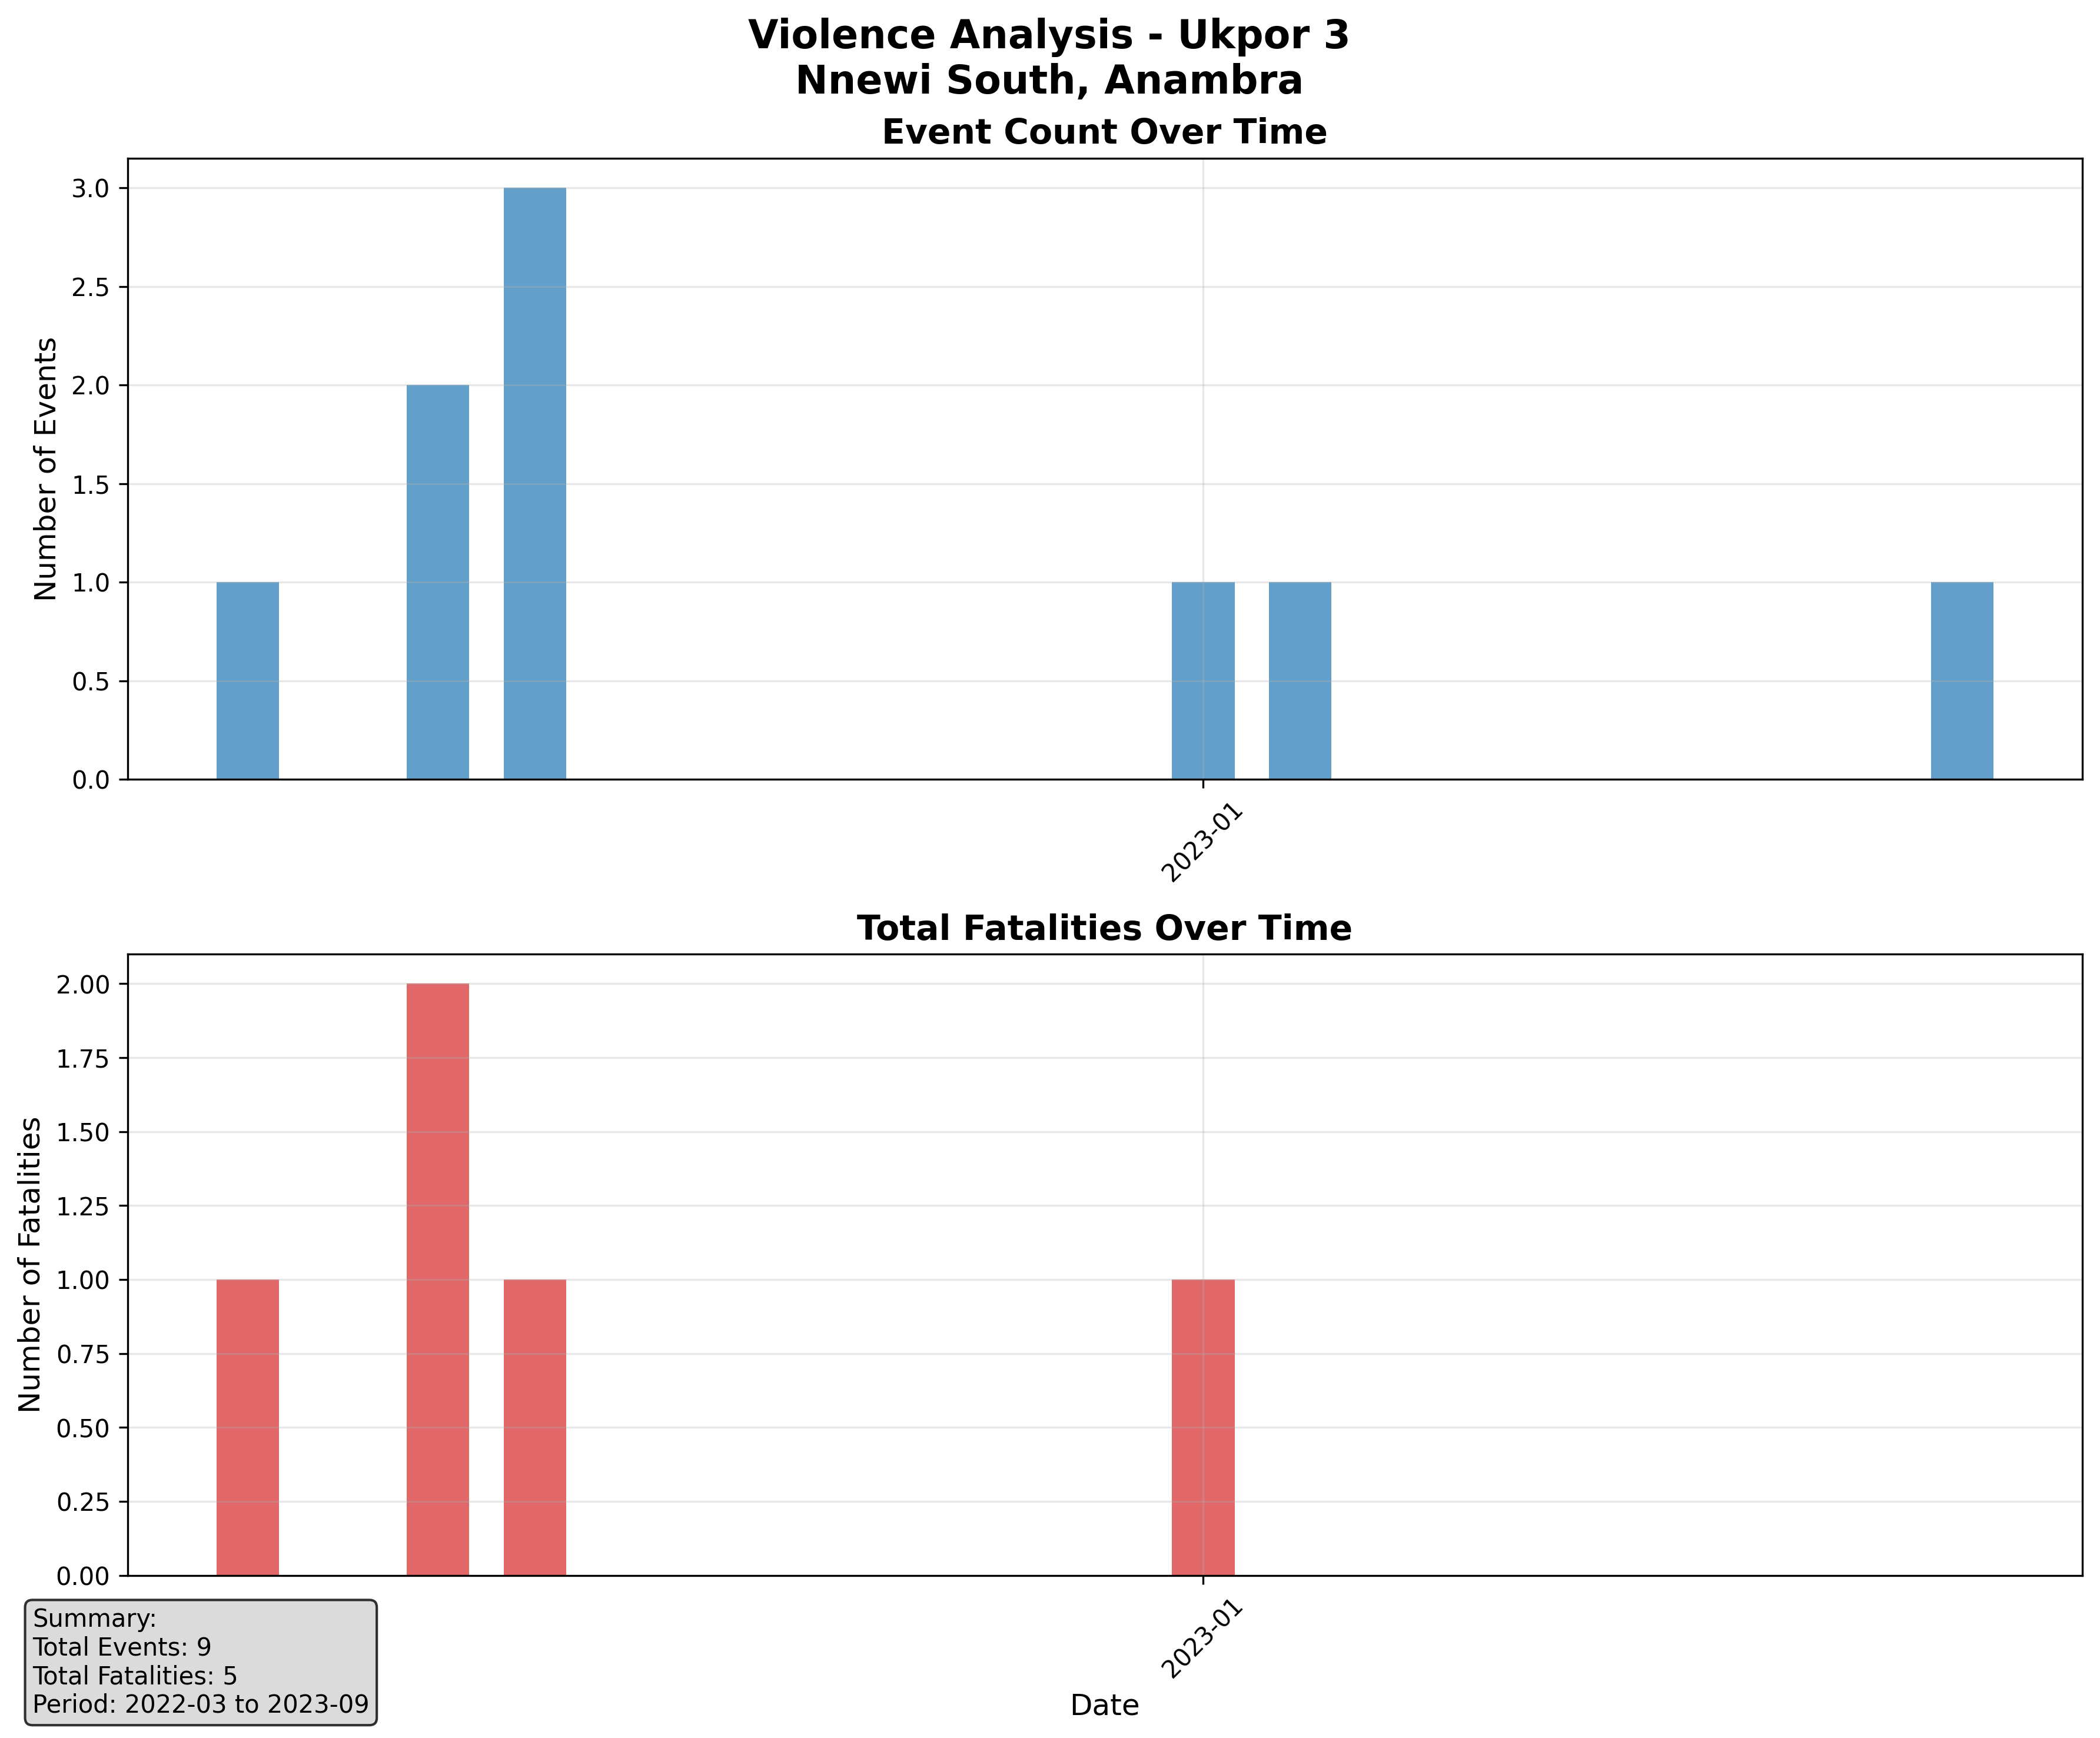 Violence Analysis - Ukpor 3
Nnewi South, Anambra
Event Count Over Time
3.0
2.5
2.0
1.5
1.0
0.5
0.0
Number of Events
2023-01
Total Fatalities Over Time
2.00
1.75
1.50
1.25
1.00
0.75
0.50
0.25
0.00
Number of Fatalities
2023-01
Date
Summary:
Total Events: 9
Total Fatalities: 5
Period: 2022-03 to 2023-09